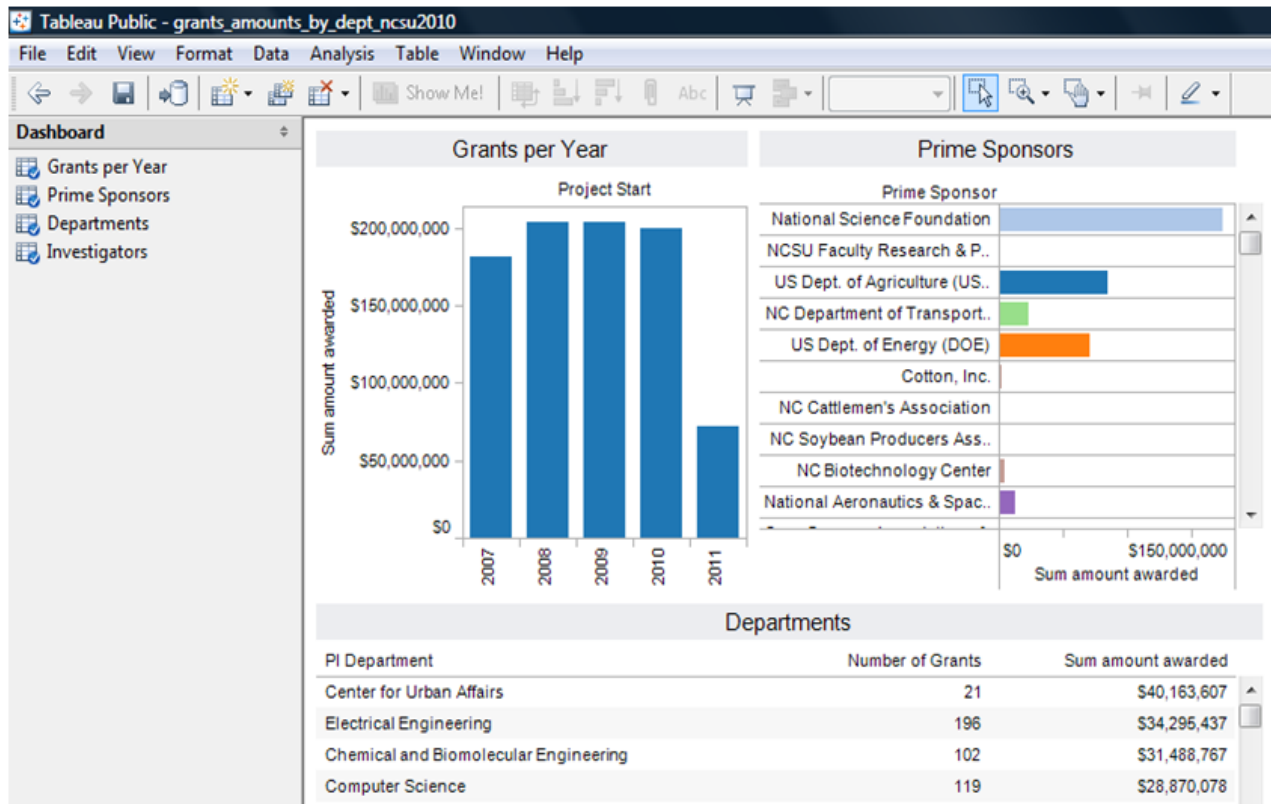 Tableau Public - grants_amounts_by_dept_ncsu2010
File Edit View Format Data Analysis Table Window Help
Show Me! Abc
Dashboard
Grants per Year
Prime Sponsors
Departments
Investigators
Grants per Year
Project Start
Sum amount awarded
$200,000,000
$150,000,000
$100,000,000
$50,000,000
$0
2007 2008 2009 2010 2011
Prime Sponsors
Prime Sponsor
National Science Foundation
NCSU Faculty Research & P..
US Dept. of Agriculture (US..
NC Department of Transport..
US Dept. of Energy (DOE)
Cotton, Inc.
NC Cattlemen's Association
NC Soybean Producers Ass..
NC Biotechnology Center
National Aeronautics & Spac..
$0 $150,000,000
Sum amount awarded
Departments
PI Department Number of Grants Sum amount awarded
Center for Urban Affairs 21 $40,163,607
Electrical Engineering 196 $34,295,437
Chemical and Biomolecular Engineering 102 $31,488,767
Computer Science 119 $28,870,078